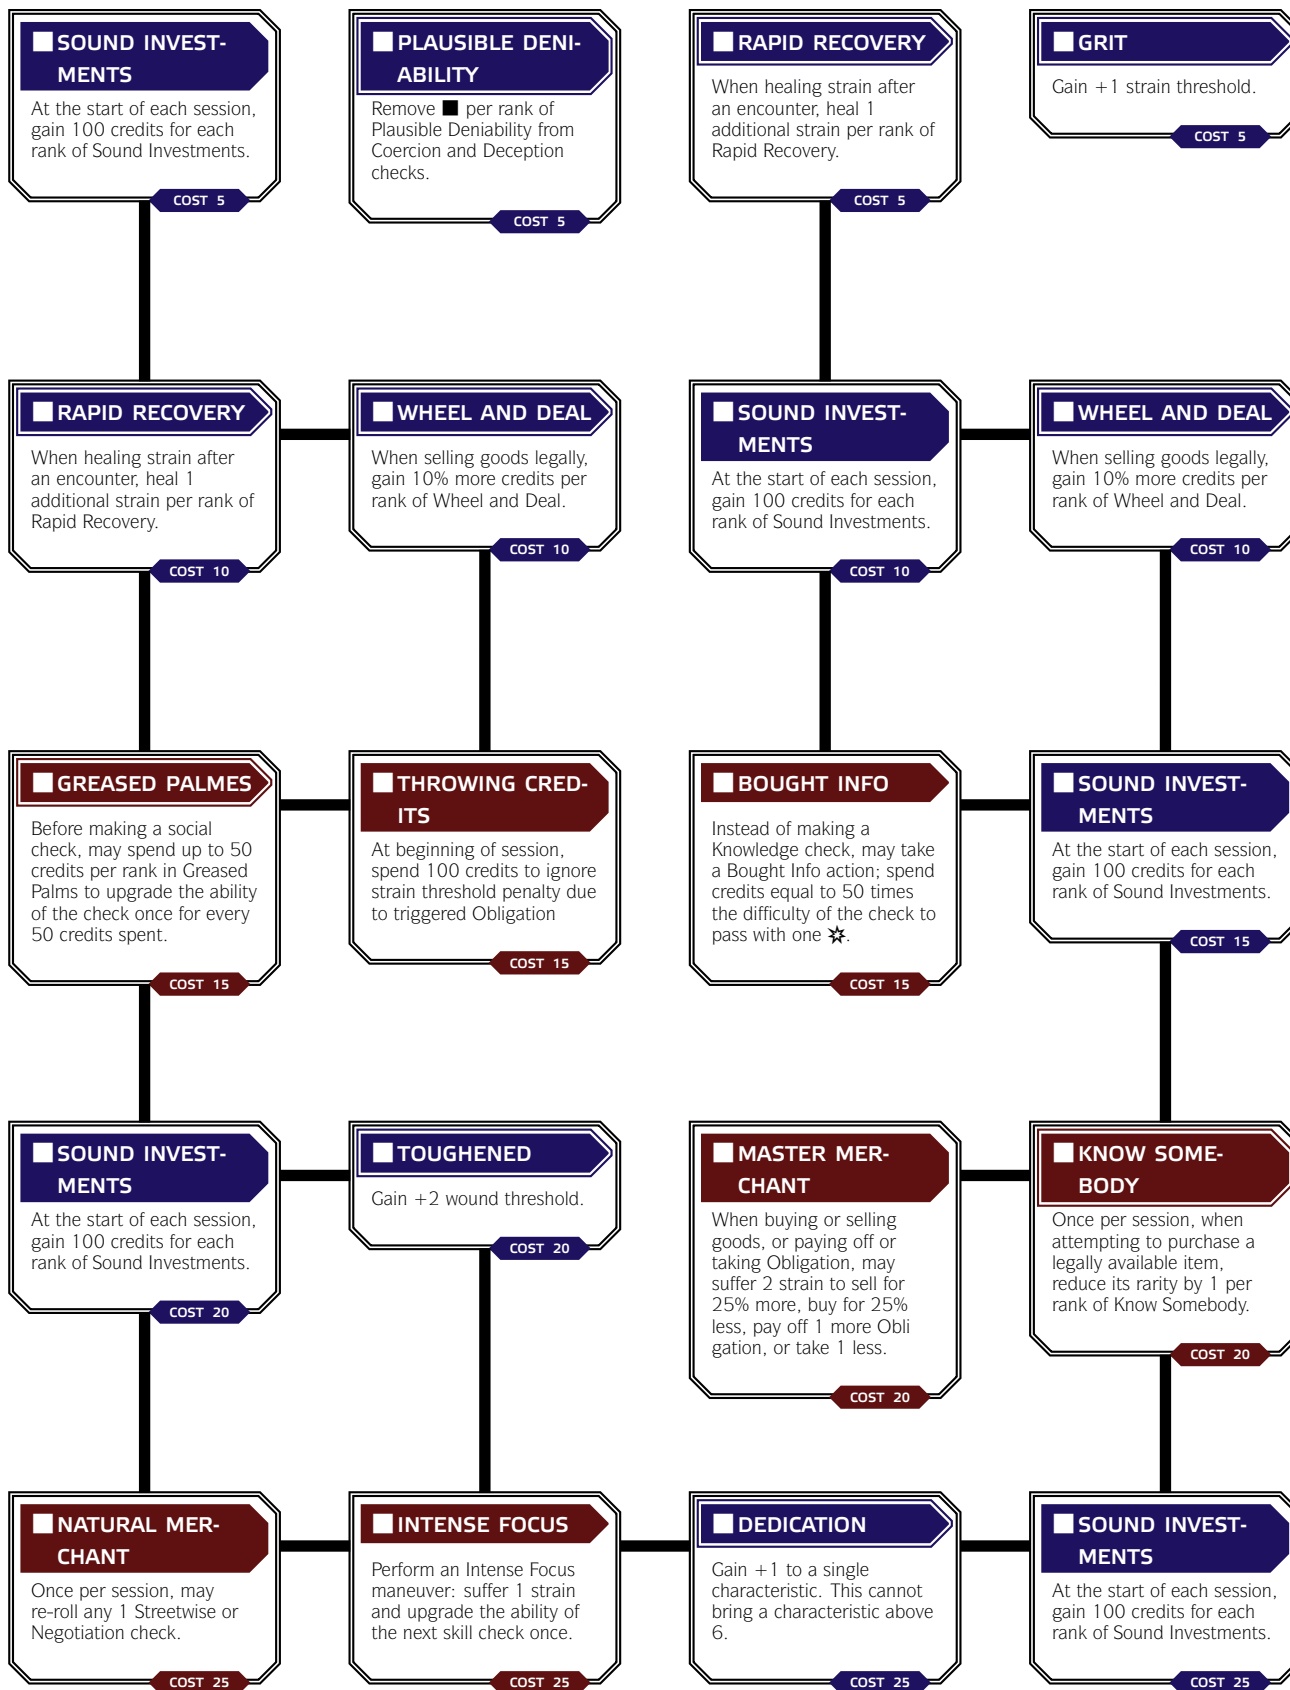 SOUND INVEST-
MENTS
At the start of each session,
gain 100 credits for each
rank of Sound Investments.
COST 5
PLAUSIBLE DENI-
ABILITY
Remove ■ per rank of
Plausible Deniability from
Coercion and Deception
checks.
COST 5
RAPID RECOVERY
When healing strain after
an encounter, heal 1
additional strain per rank of
Rapid Recovery.
COST 5
GRIT
Gain +1 strain threshold.
COST 5
RAPID RECOVERY
When healing strain after
an encounter, heal 1
additional strain per rank of
Rapid Recovery.
COST 10
WHEEL AND DEAL
When selling goods legally,
gain 10% more credits per
rank of Wheel and Deal.
COST 10
SOUND INVEST-
MENTS
At the start of each session,
gain 100 credits for each
rank of Sound Investments.
COST 10
WHEEL AND DEAL
When selling goods legally,
gain 10% more credits per
rank of Wheel and Deal.
COST 10
GREASED PALMES
Before making a social
check, may spend up to 50
credits per rank in Greased
Palms to upgrade the ability
of the check once for every
50 credits spent.
COST 15
THROWING CRED-
ITS
At beginning of session,
spend 100 credits to ignore
strain threshold penalty due
to triggered Obligation
COST 15
BOUGHT INFO
Instead of making a
Knowledge check, may take
a Bought Info action; spend
credits equal to 50 times
the difficulty of the check to
pass with one ✲.
COST 15
SOUND INVEST-
MENTS
At the start of each session,
gain 100 credits for each
rank of Sound Investments.
COST 15
SOUND INVEST-
MENTS
At the start of each session,
gain 100 credits for each
rank of Sound Investments.
COST 20
TOUGHENED
Gain +2 wound threshold.
COST 20
MASTER MER-
CHANT
When buying or selling
goods, or paying off or
taking Obligation, may
suffer 2 strain to sell for
25% more, buy for 25%
less, pay off 1 more Obli
gation, or take 1 less.
COST 20
KNOW SOME-
BODY
Once per session, when
attempting to purchase a
legally available item,
reduce its rarity by 1 per
rank of Know Somebody.
COST 20
NATURAL MER-
CHANT
Once per session, may
re-roll any 1 Streetwise or
Negotiation check.
COST 25
INTENSE FOCUS
Perform an Intense Focus
maneuver: suffer 1 strain
and upgrade the ability of
the next skill check once.
COST 25
DEDICATION
Gain +1 to a single
characteristic. This cannot
bring a characteristic above
6.
COST 25
SOUND INVEST-
MENTS
At the start of each session,
gain 100 credits for each
rank of Sound Investments.
COST 25